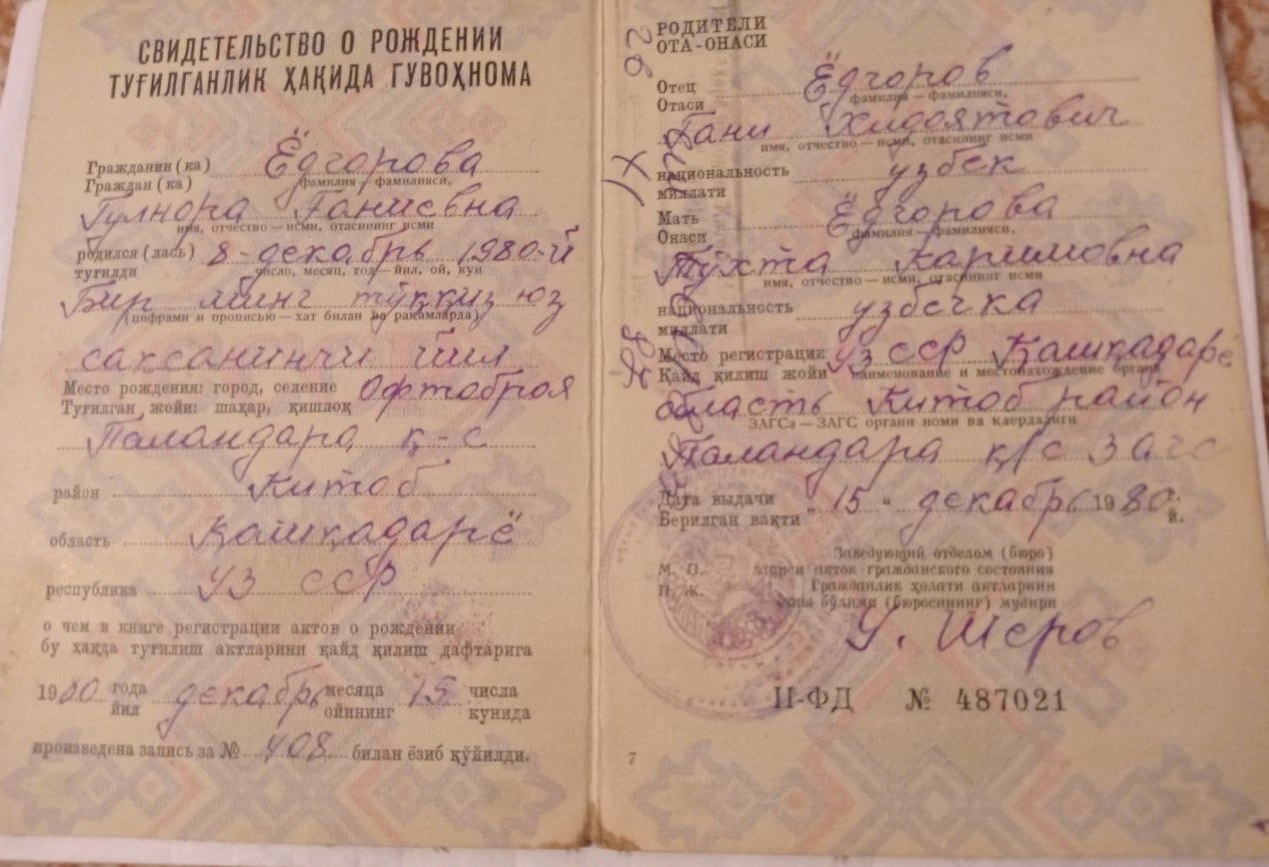 СВИДЕТЕЛЬСТВО О РОЖДЕНИИ
ТУҒИЛГАНЛИК ҲАҚИДА ГУВОҲНОМА
Гражданин (ка) Ёдгорова
Граждан (ка) фамилия — фамилияси,
Гулнора Ганиевна
имя, отчество — исми, отасининг исми
родился (лась) 8-декабрь 1980-й
туғилди число, месяц, год — йил, ой, кун
Бир минг тўққиз юз
(цифрами и прописью — хат билан ва рақамларда)
саксанинчи йил
Место рождения: город, селение Офтоброя
Туғилган жойи: шаҳар, қишлоқ
Паландара қ-с
район Китоб
область Қашқадарё
республика ЎЗ ССР
о чем в книге регистрации актов о рождении
бу ҳақда туғилиш актларини қайд қилиш дафтарига
1980 года декабрь месяца 15 числа
йил ойининг кунида
произведена запись за № 408 билан ёзиб қўйилди.
РОДИТЕЛИ
ОТА-ОНАСИ
Отец Ёдгоров
Отаси фамилия — фамилияси,
Гани Хидоятович
имя, отчество — исми, отасининг исми
национальность узбек
миллати
Мать Ёдгорова
Онаси фамилия — фамилияси,
Тўхта Каримовна
имя, отчество — исми, отасининг исми
национальность узбечка
миллати
Место регистрации Уз ССР Қашқадарё
Қайд қилиш жойи наименование и местонахождение органа
область Китоб район
ЗАГСа — ЗАГС органи номи ва қаердалиги
Паландара қ/с Загс
Дата выдачи „15“ декабрь 1980 г.
Берилган вақти й.
Заведующий отделом (бюро)
М. П. записи актов гражданского состояния
П. Ж. Гражданлик ҳолати актларини
ёзиш бўлими (бюросининг) мудири
У. Шеров
II-ФД № 487021
7